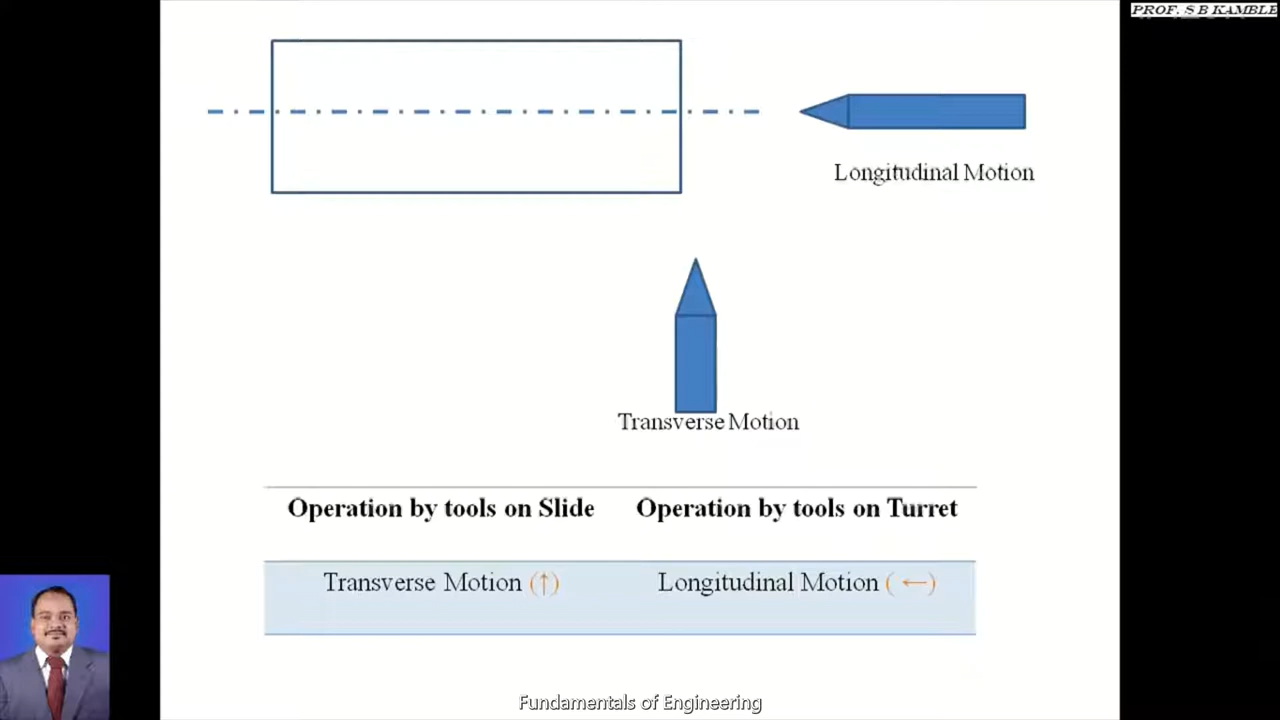 PROF. S B KAMBLE
Longitudinal Motion
Transverse Motion
Operation by tools on Slide Operation by tools on Turret
Transverse Motion (↑) Longitudinal Motion ( ←)
Fundamentals of Engineering